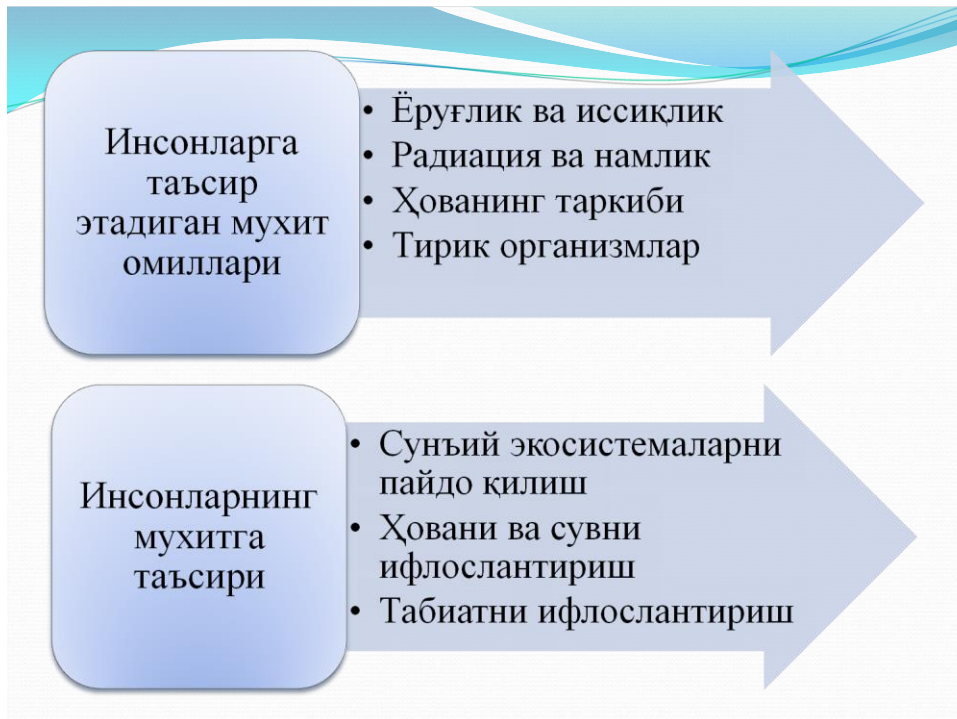 Инсонларга
таъсир
этадиган мухит
омиллари
• Ёруғлик ва иссиқлик
• Радиация ва намлик
• Ҳованинг таркиби
• Тирик организмлар
Инсонларнинг
мухитга
таъсири
• Сунъий экосистемаларни
пайдо қилиш
• Ҳовани ва сувни
ифлослантириш
• Табиатни ифлослантириш